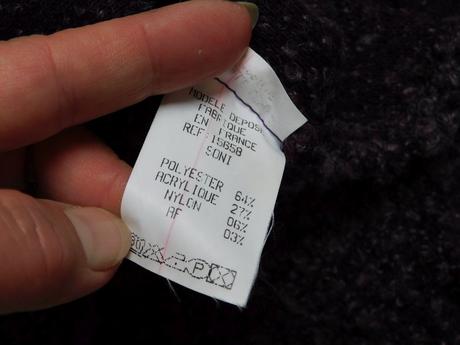 MODELE DEPOSE
FABRIQUE
EN FRANCE
REF:15658
SONI
POLYESTER 64%
ACRYLIQUE 27%
NYLON 06%
AF 03%
P